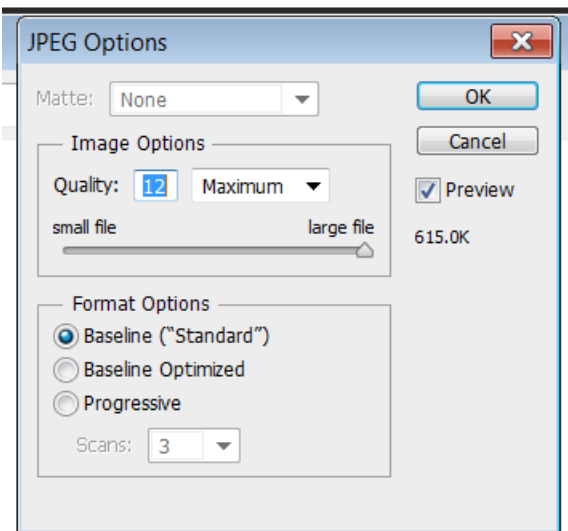 JPEG Options
Matte: None
OK
Image Options
Cancel
Quality: 12 Maximum
Preview
small file large file
615.0K
Format Options
Baseline (“Standard”)
Baseline Optimized
Progressive
Scans: 3